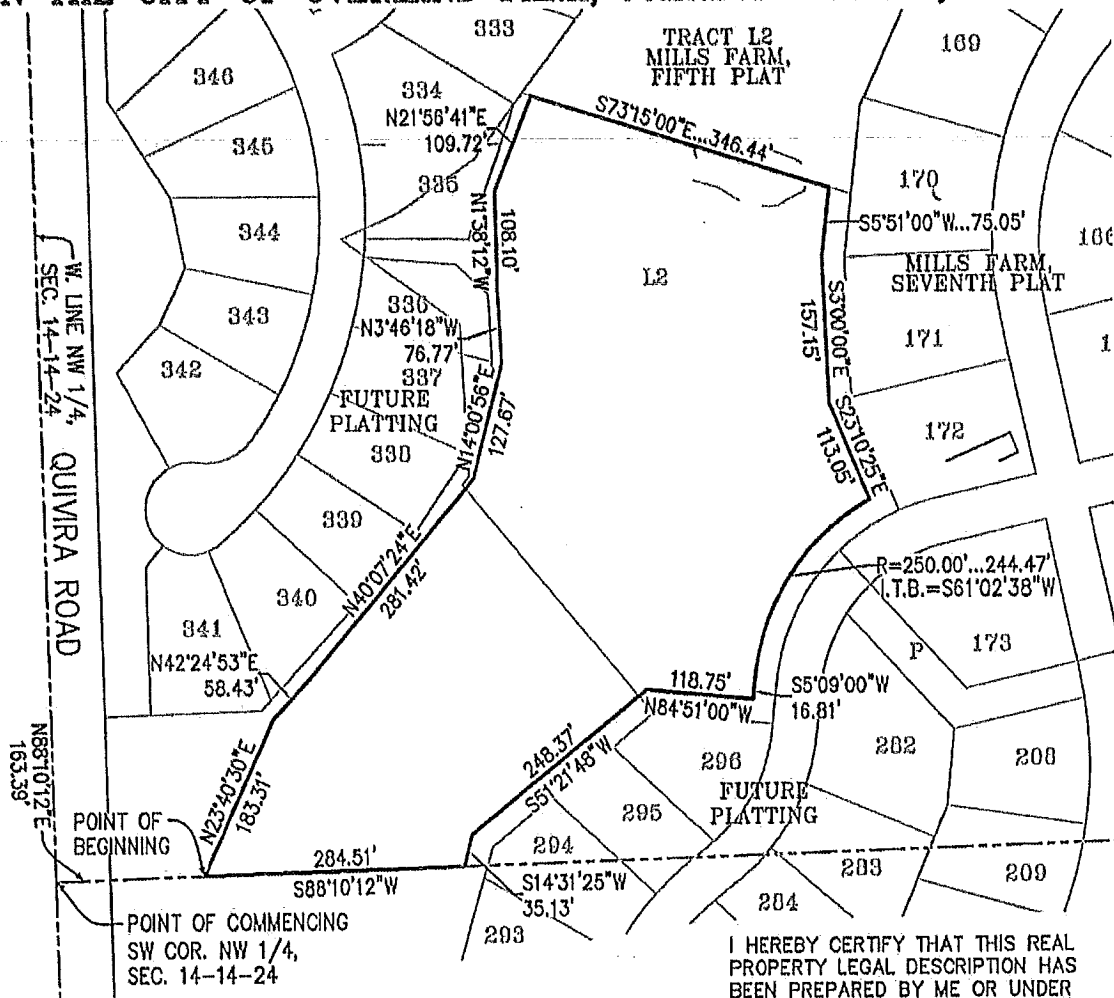 333
TRACT L2
MILLS FARM,
FIFTH PLAT
169
346
334
N21°56'41"E
109.72'
S73°15'00"E...346.44'
345
335
170
S5°51'00"W...75.05'
344
N1°38'12"W
108.10'
L2
166
MILLS FARM,
SEVENTH PLAT
W. LINE NW 1/4,
SEC. 14-14-24
343
336
N3°46'18"W
76.77'
S3°00'00"E
157.15'
171
342
337
FUTURE
PLATTING
N14°00'56"E
127.67'
S23°10'25"E
113.05'
172
338
QUIVIRA ROAD
339
N40°07'24"E
281.42'
R=250.00'...244.47'
I.T.B.=S61°02'38"W
340
341
P
173
N42°24'53"E
58.43'
118.75'
N84°51'00"W
S5°09'00"W
16.81'
N88°10'12"E
163.39'
N23°40'30"E
183.31'
248.37'
S51°21'48"W
296
282
208
FUTURE
PLATTING
295
POINT OF
BEGINNING
284.51'
S88°10'12"W
294
283
209
S14°31'25"W
35.13'
284
293
POINT OF COMMENCING
SW COR. NW 1/4,
SEC. 14-14-24
I HEREBY CERTIFY THAT THIS REAL
PROPERTY LEGAL DESCRIPTION HAS
BEEN PREPARED BY ME OR UNDER